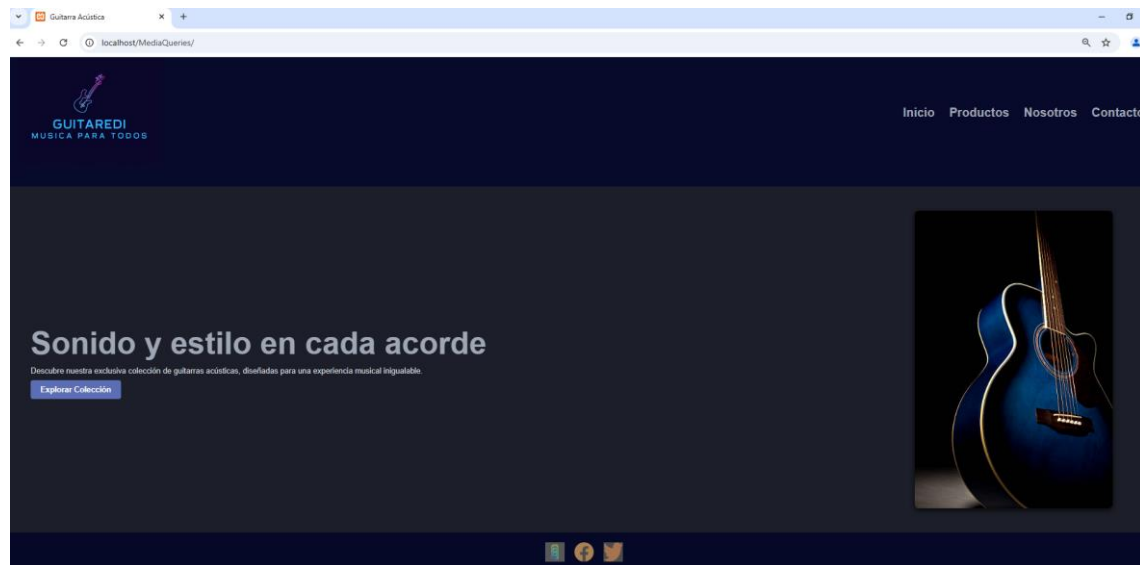 Guitarra Acústica
localhost/MediaQueries/
GUITAREDI
MUSICA PARA TODOS
Inicio Productos Nosotros Contacto
Sonido y estilo en cada acorde
Descubre nuestra exclusiva colección de guitarras acústicas, diseñadas para una experiencia musical inigualable.
Explorar Colección